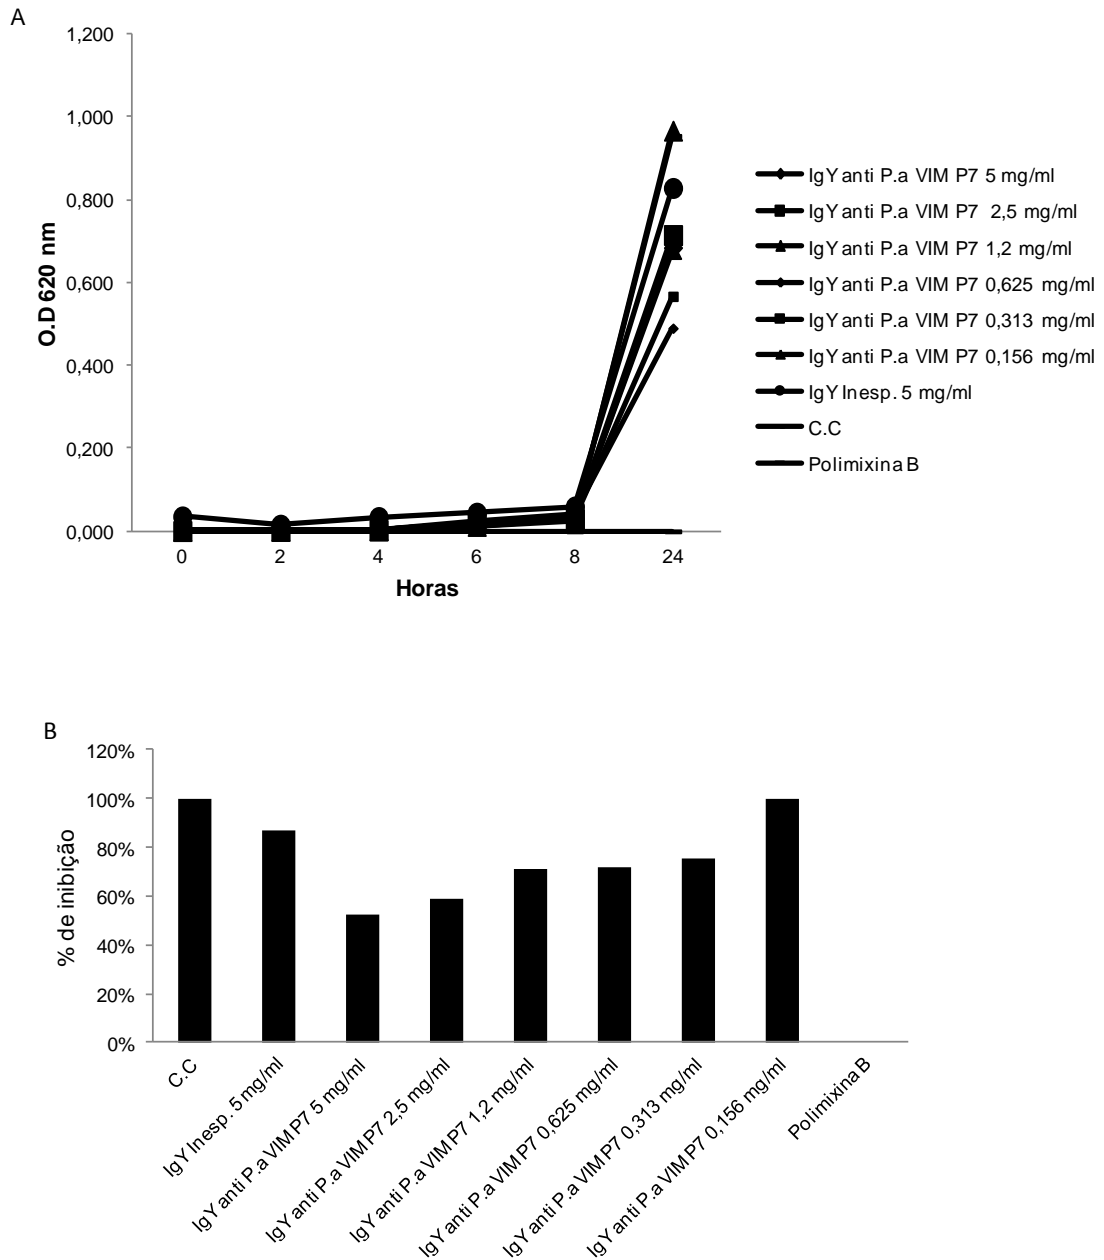 A
1,200
1,000
0,800
0,600
0,400
0,200
0,000
O.D 620 nm
0 2 4 6 8 24
Horas
IgY anti P.a VIM P7 5 mg/ml
IgY anti P.a VIM P7 2,5 mg/ml
IgY anti P.a VIM P7 1,2 mg/ml
IgY anti P.a VIM P7 0,625 mg/ml
IgY anti P.a VIM P7 0,313 mg/ml
IgY anti P.a VIM P7 0,156 mg/ml
IgY Inesp. 5 mg/ml
C.C
Polimixina B
B
120%
100%
80%
60%
40%
20%
0%
% de inibição
C.C
IgY Inesp. 5 mg/ml
IgY anti P.a VIM P7 5 mg/ml
IgY anti P.a VIM P7 2,5 mg/ml
IgY anti P.a VIM P7 1,2 mg/ml
IgY anti P.a VIM P7 0,625 mg/ml
IgY anti P.a VIM P7 0,313 mg/ml
IgY anti P.a VIM P7 0,156 mg/ml
Polimixina B